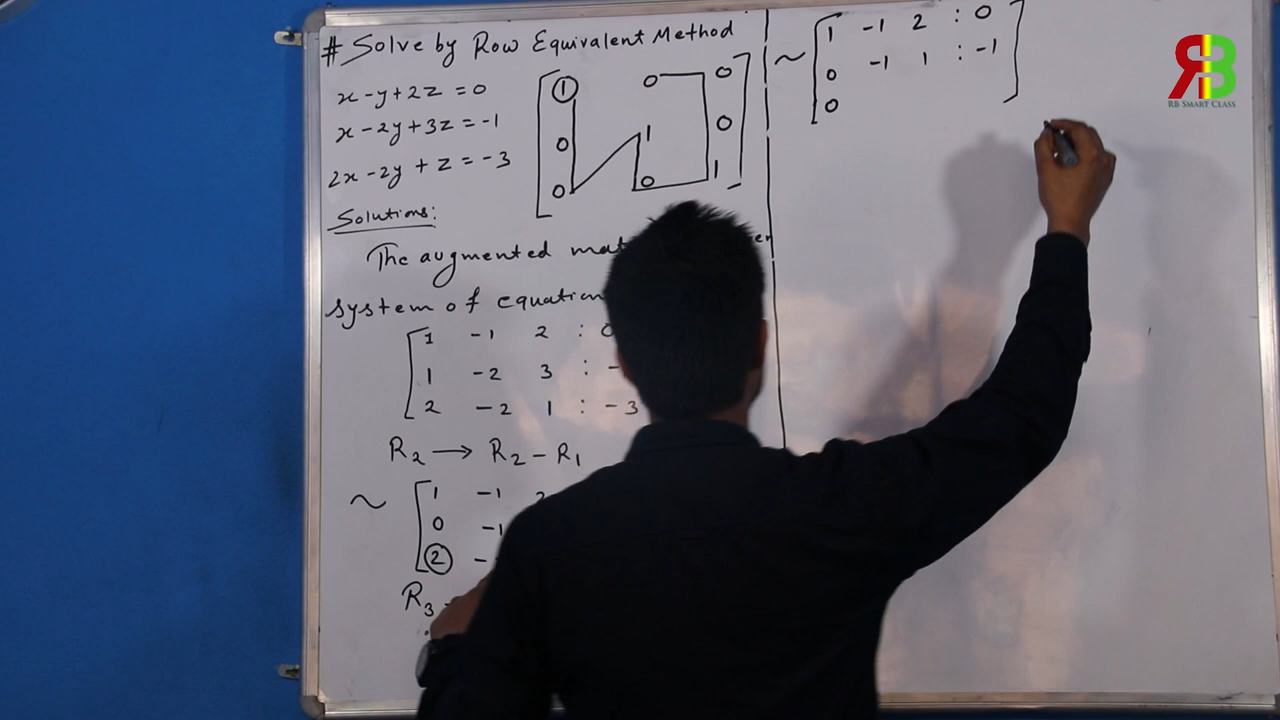 # Solve by Row Equivalent Method
x-y+2z=0
x-2y+3z=-1
2x-2y+z=-3
1 0 0
0 1 0
0 0 1
Solutions:
The augmented
system of equation
1 -1 2 :
1 -2 3 : -
2 -2 1 : -3
R2 → R2 - R1
~ 1 -1
0 -1
2 -
R3
~ 1 -1 2 : 0
0 -1 1 : -1
0
RB
RB SMART CLASS